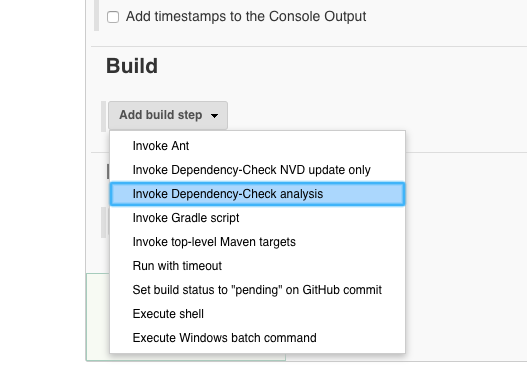 Add timestamps to the Console Output
Build
Add build step
Invoke Ant
Invoke Dependency-Check NVD update only
Invoke Dependency-Check analysis
Invoke Gradle script
Invoke top-level Maven targets
Run with timeout
Set build status to "pending" on GitHub commit
Execute shell
Execute Windows batch command